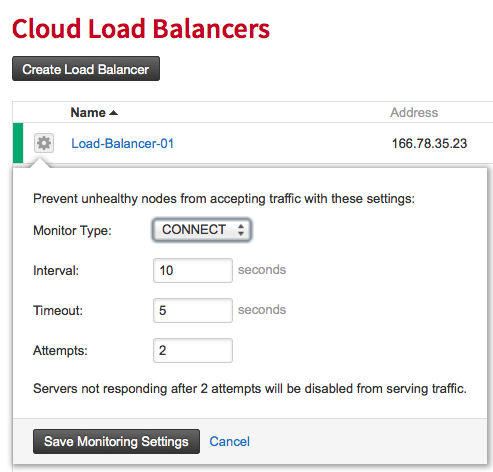 Cloud Load Balancers
Create Load Balancer
Name Address
Load-Balancer-01 166.78.35.23
Prevent unhealthy nodes from accepting traffic with these settings:
Monitor Type: CONNECT
Interval: 10 seconds
Timeout: 5 seconds
Attempts: 2
Servers not responding after 2 attempts will be disabled from serving traffic.
Save Monitoring Settings Cancel